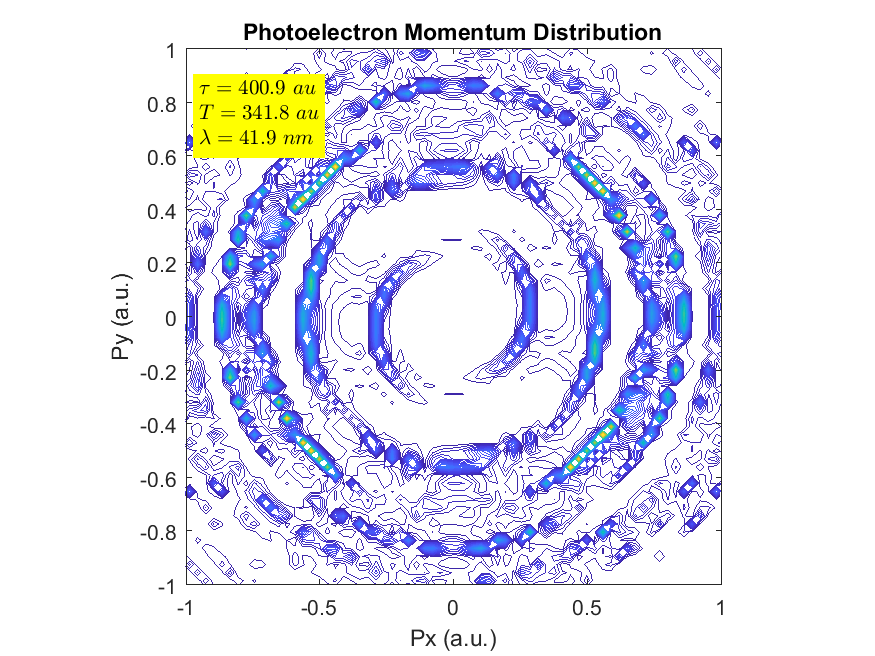 Photoelectron Momentum Distribution
τ = 400.9 au
T = 341.8 au
λ = 41.9 nm
1
0.8
0.6
0.4
0.2
0
-0.2
-0.4
-0.6
-0.8
-1
Py (a.u.)
-1 -0.5 0 0.5 1
Px (a.u.)